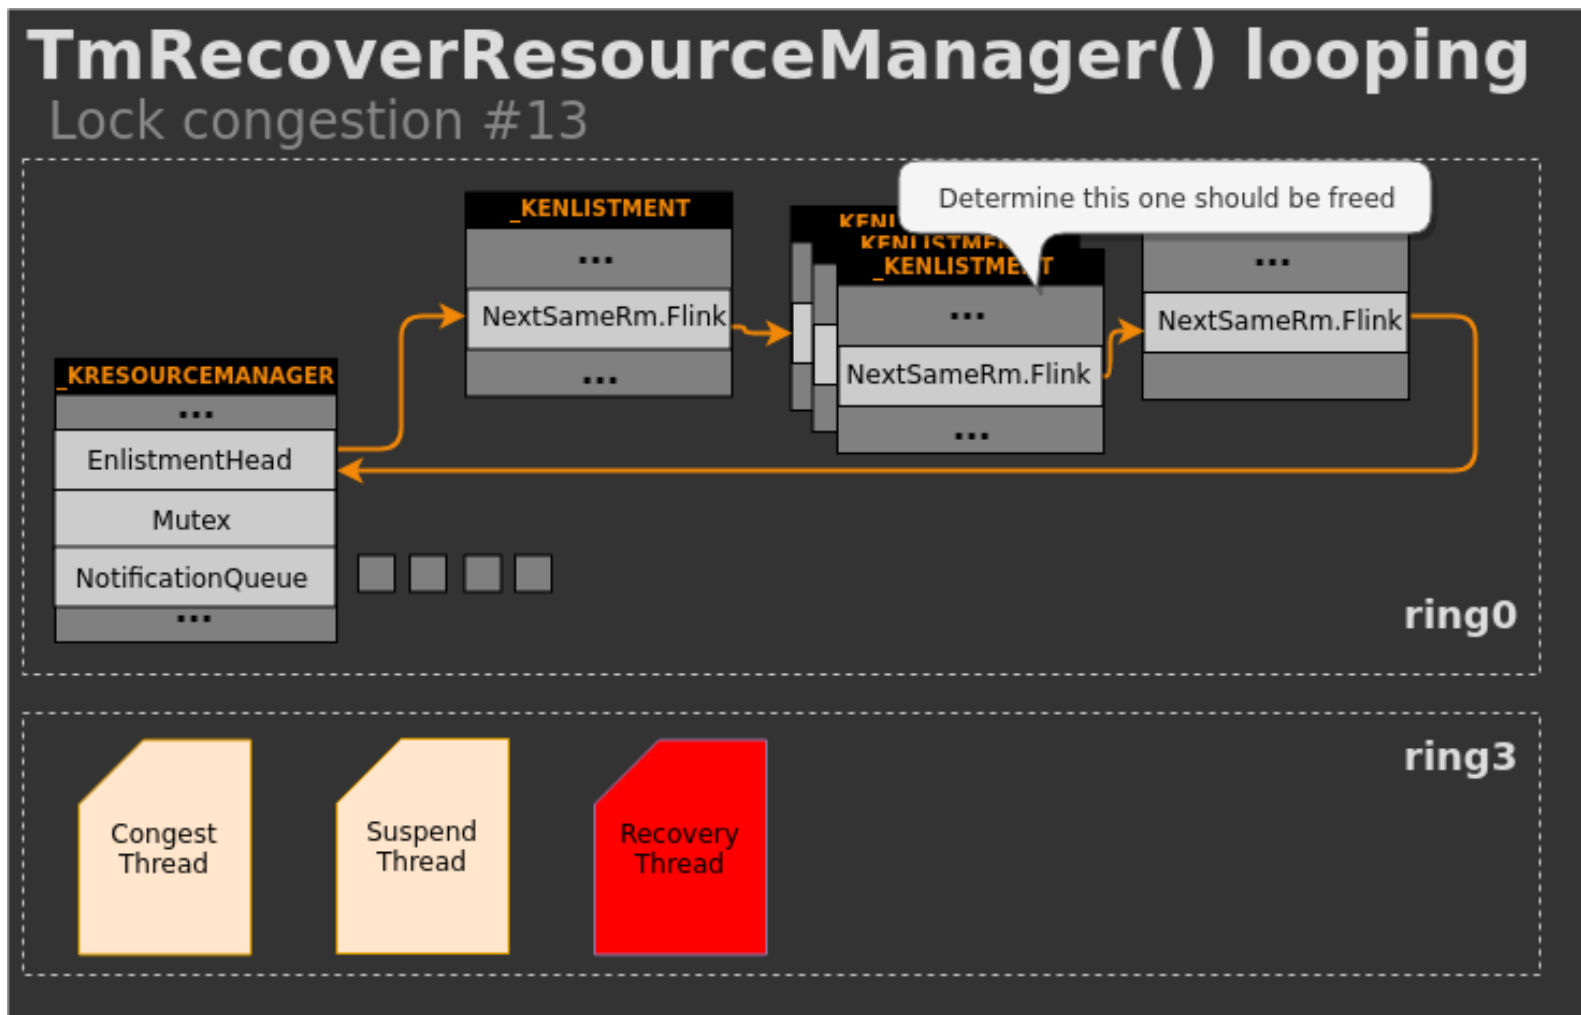 TmRecoverResourceManager() looping
Lock congestion #13
Determine this one should be freed
_KENLISTMENT
...
NextSameRm.Flink
...
_KENLISTMENT
...
NextSameRm.Flink
...
...
NextSameRm.Flink
_KRESOURCEMANAGER
...
EnlistmentHead
Mutex
NotificationQueue
...
ring0
ring3
Congest
Thread
Suspend
Thread
Recovery
Thread